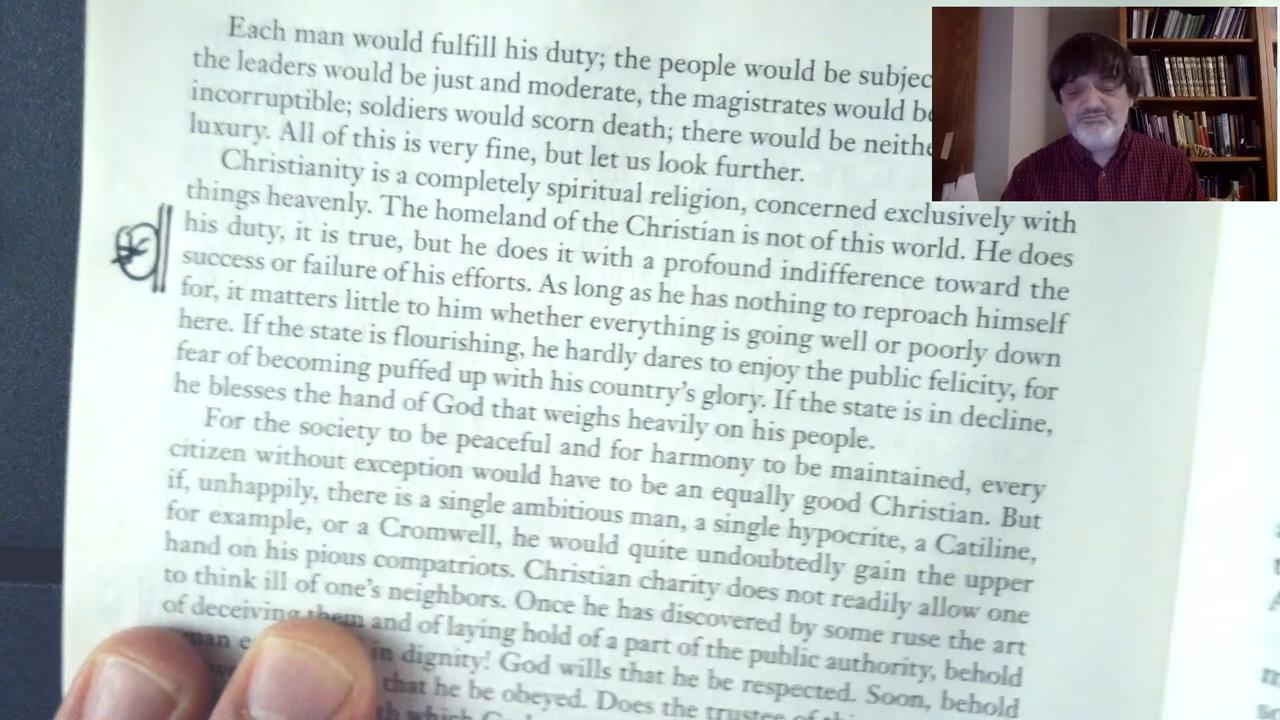 Each man would fulfill his duty; the people would be subjec
the leaders would be just and moderate, the magistrates would b
incorruptible; soldiers would scorn death; there would be neithe
luxury. All of this is very fine, but let us look further.
Christianity is a completely spiritual religion, concerned exclusively with
things heavenly. The homeland of the Christian is not of this world. He does
his duty, it is true, but he does it with a profound indifference toward the
success or failure of his efforts. As long as he has nothing to reproach himself
for, it matters little to him whether everything is going well or poorly down
here. If the state is flourishing, he hardly dares to enjoy the public felicity, for
fear of becoming puffed up with his country's glory. If the state is in decline,
he blesses the hand of God that weighs heavily on his people.
For the society to be peaceful and for harmony to be maintained, every
citizen without exception would have to be an equally good Christian. But
if, unhappily, there is a single ambitious man, a single hypocrite, a Catiline,
for example, or a Cromwell, he would quite undoubtedly gain the upper
hand on his pious compatriots. Christian charity does not readily allow one
to think ill of one's neighbors. Once he has discovered by some ruse the art
of deceiving them and of laying hold of a part of the public authority, behold
man in dignity! God wills that he be respected. Soon, behold
that he be obeyed. Does the trustee of
which